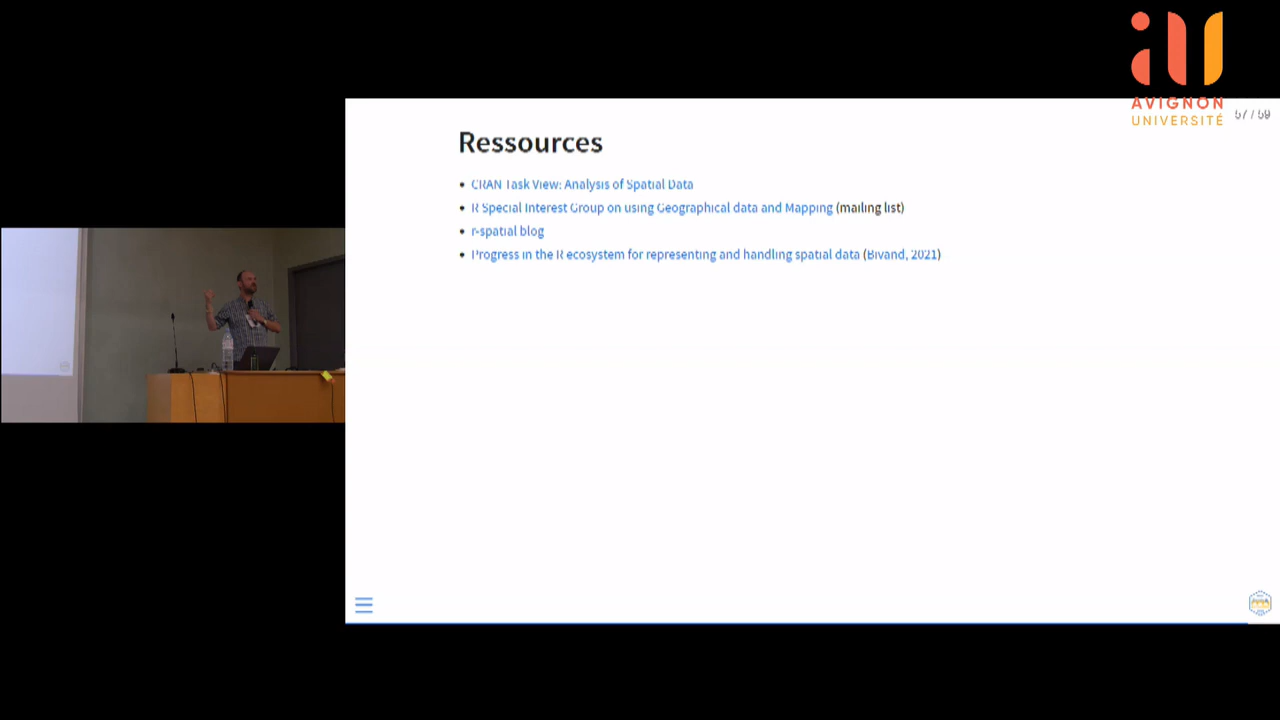 AVIGNON
UNIVERSITÉ
57 / 59
Ressources
CRAN Task View: Analysis of Spatial Data
R Special Interest Group on using Geographical data and Mapping (mailing list)
r-spatial blog
Progress in the R ecosystem for representing and handling spatial data (Bivand, 2021)